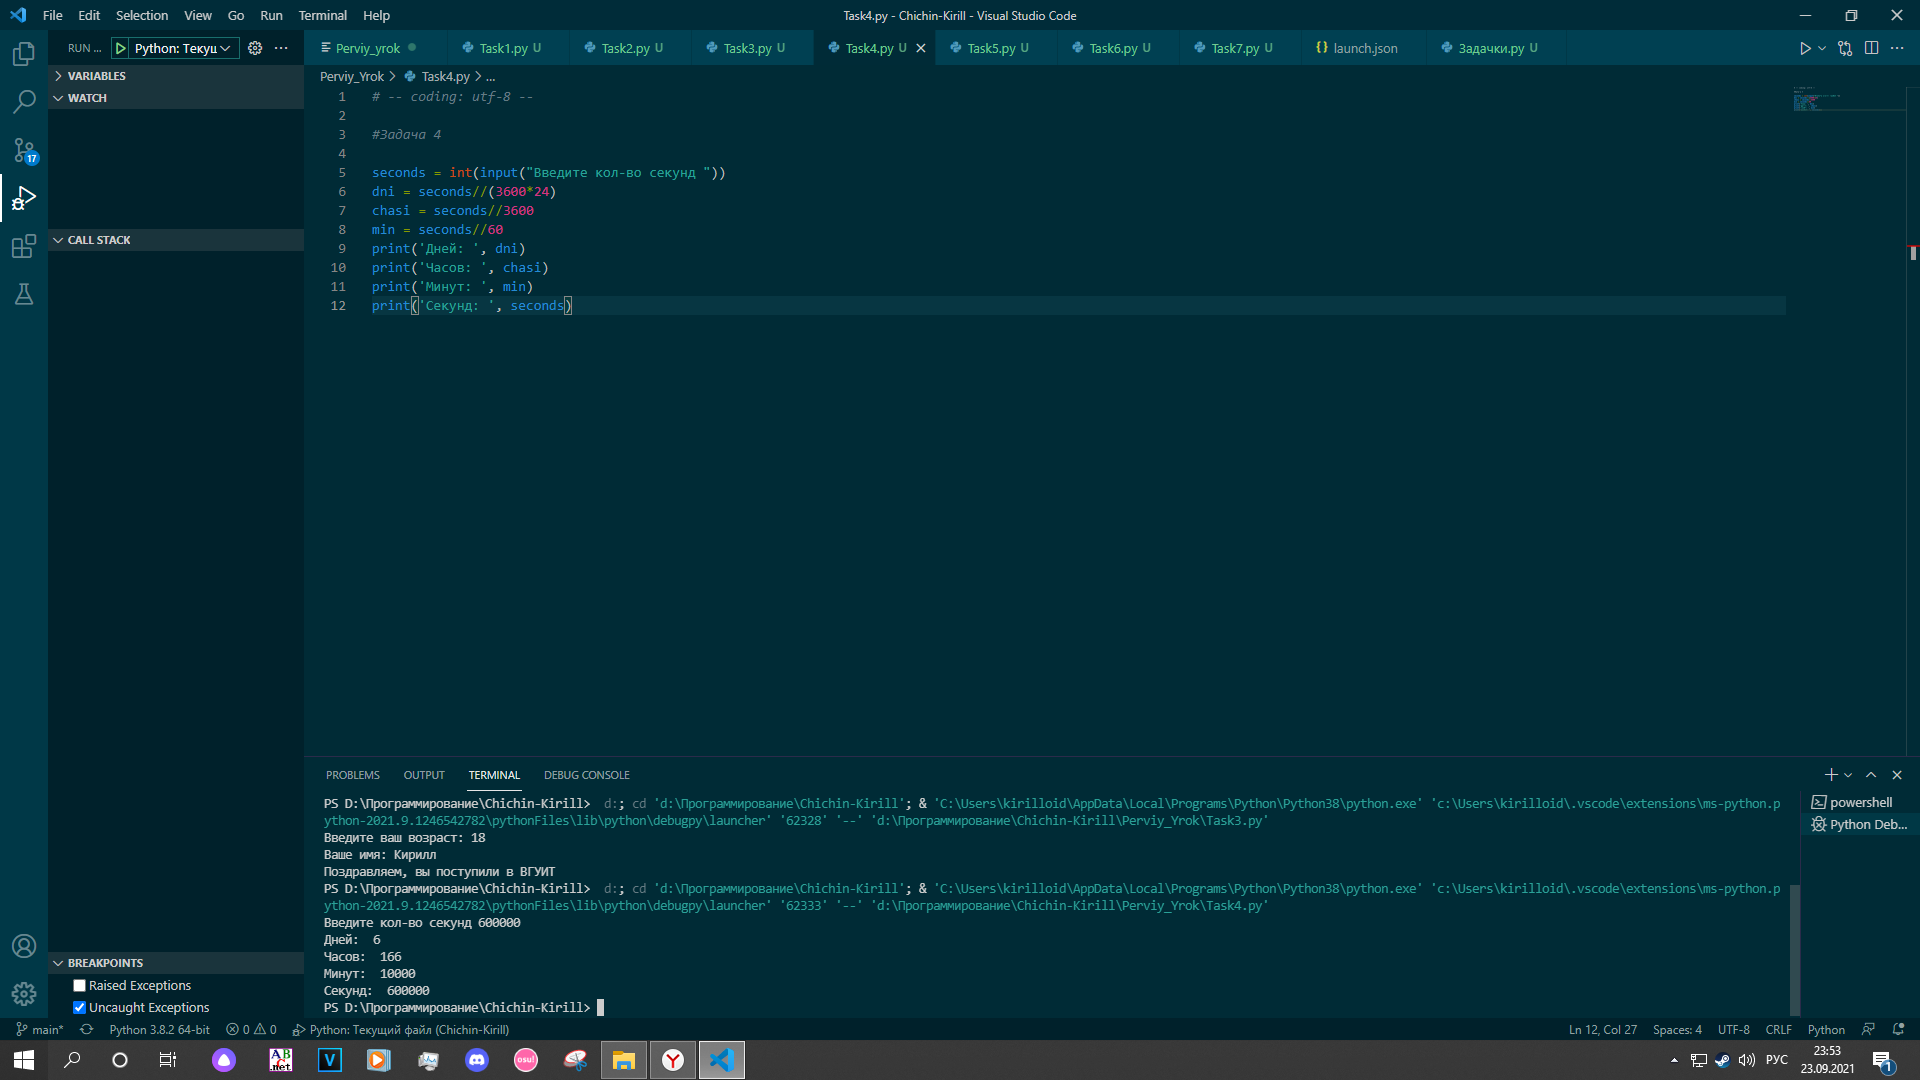 File Edit Selection View Go Run Terminal Help
Task4.py - Chichin-Kirill - Visual Studio Code
RUN ... Python: Текущ
Perviy_yrok Task1.py U Task2.py U Task3.py U Task4.py U Task5.py U Task6.py U Task7.py U launch.json Задачки.py U
VARIABLES
WATCH
CALL STACK
BREAKPOINTS
Raised Exceptions
Uncaught Exceptions
17
Perviy_Yrok > Task4.py > ...
1 # -- coding: utf-8 --
2
3 #Задача 4
4
5 seconds = int(input("Введите кол-во секунд "))
6 dni = seconds//(3600*24)
7 chasi = seconds//3600
8 min = seconds//60
9 print('Дней: ', dni)
10 print('Часов: ', chasi)
11 print('Минут: ', min)
12 print('Секунд: ', seconds)
PROBLEMS OUTPUT TERMINAL DEBUG CONSOLE
PS D:\Программирование\Chichin-Kirill> d:; cd 'd:\Программирование\Chichin-Kirill'; & 'C:\Users\kirilloid\AppData\Local\Programs\Python\Python38\python.exe' 'c:\Users\kirilloid\.vscode\extensions\ms-python.p
ython-2021.9.1246542782\pythonFiles\lib\python\debugpy\launcher' '62328' '--' 'd:\Программирование\Chichin-Kirill\Perviy_Yrok\Task3.py'
Введите ваш возраст: 18
Ваше имя: Кирилл
Поздравляем, вы поступили в ВГУИТ
PS D:\Программирование\Chichin-Kirill> d:; cd 'd:\Программирование\Chichin-Kirill'; & 'C:\Users\kirilloid\AppData\Local\Programs\Python\Python38\python.exe' 'c:\Users\kirilloid\.vscode\extensions\ms-python.p
ython-2021.9.1246542782\pythonFiles\lib\python\debugpy\launcher' '62333' '--' 'd:\Программирование\Chichin-Kirill\Perviy_Yrok\Task4.py'
Введите кол-во секунд 600000
Дней: 6
Часов: 166
Минут: 10000
Секунд: 600000
PS D:\Программирование\Chichin-Kirill>
powershell
Python Deb...
main* Python 3.8.2 64-bit 0 0 Python: Текущий файл (Chichin-Kirill)
Ln 12, Col 27 Spaces: 4 UTF-8 CRLF Python
AB .net V osu! Y
РУС 23:53
23.09.2021
1